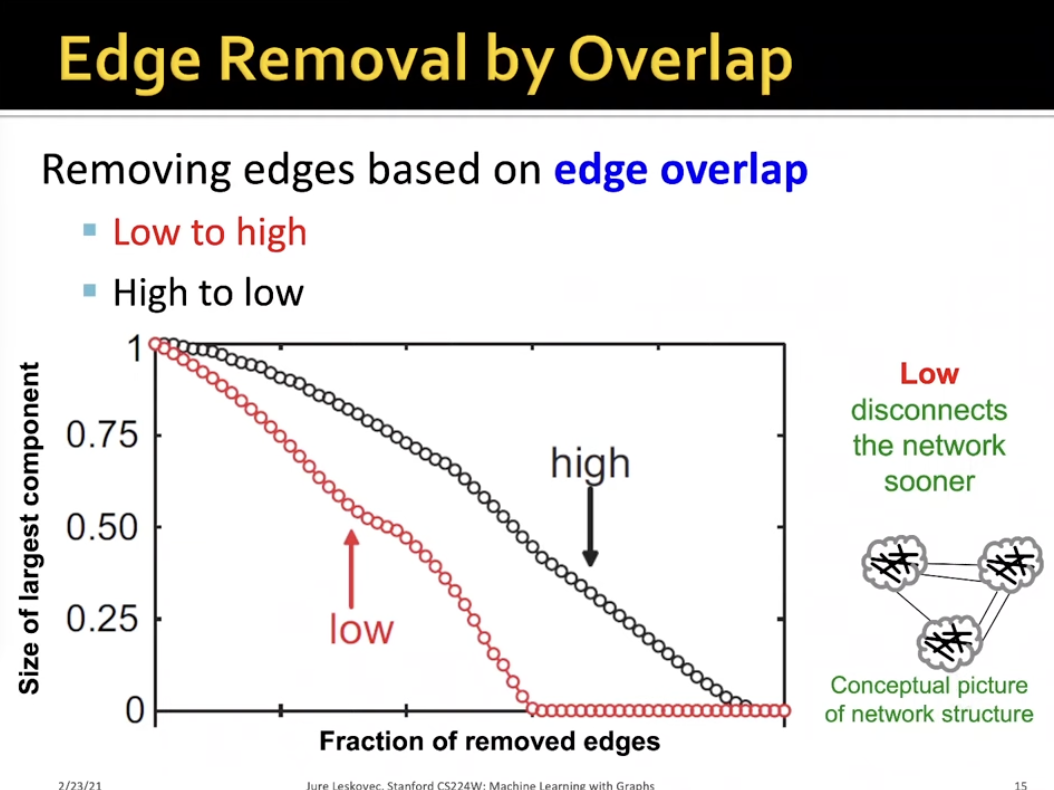 Edge Removal by Overlap
Removing edges based on edge overlap
Low to high
High to low
1
0.75
0.50
0.25
0
Size of largest component
high
low
Fraction of removed edges
Low
disconnects
the network
sooner
Conceptual picture
of network structure
2/23/21
Jure Leskovec, Stanford CS224W: Machine Learning with Graphs
15